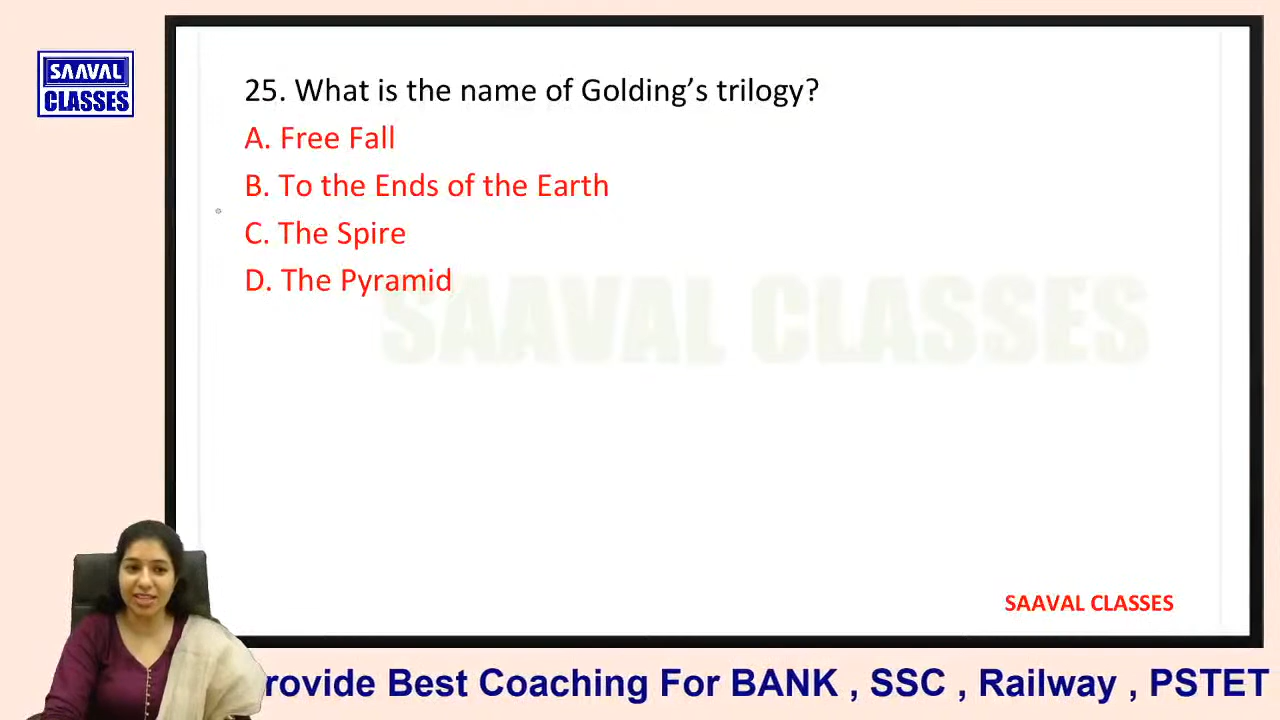 SAAVAL
CLASSES
25. What is the name of Golding’s trilogy?
A. Free Fall
B. To the Ends of the Earth
C. The Spire
D. The Pyramid
SAAVAL CLASSES
SAAVAL CLASSES
rovide Best Coaching For BANK , SSC , Railway , PSTET